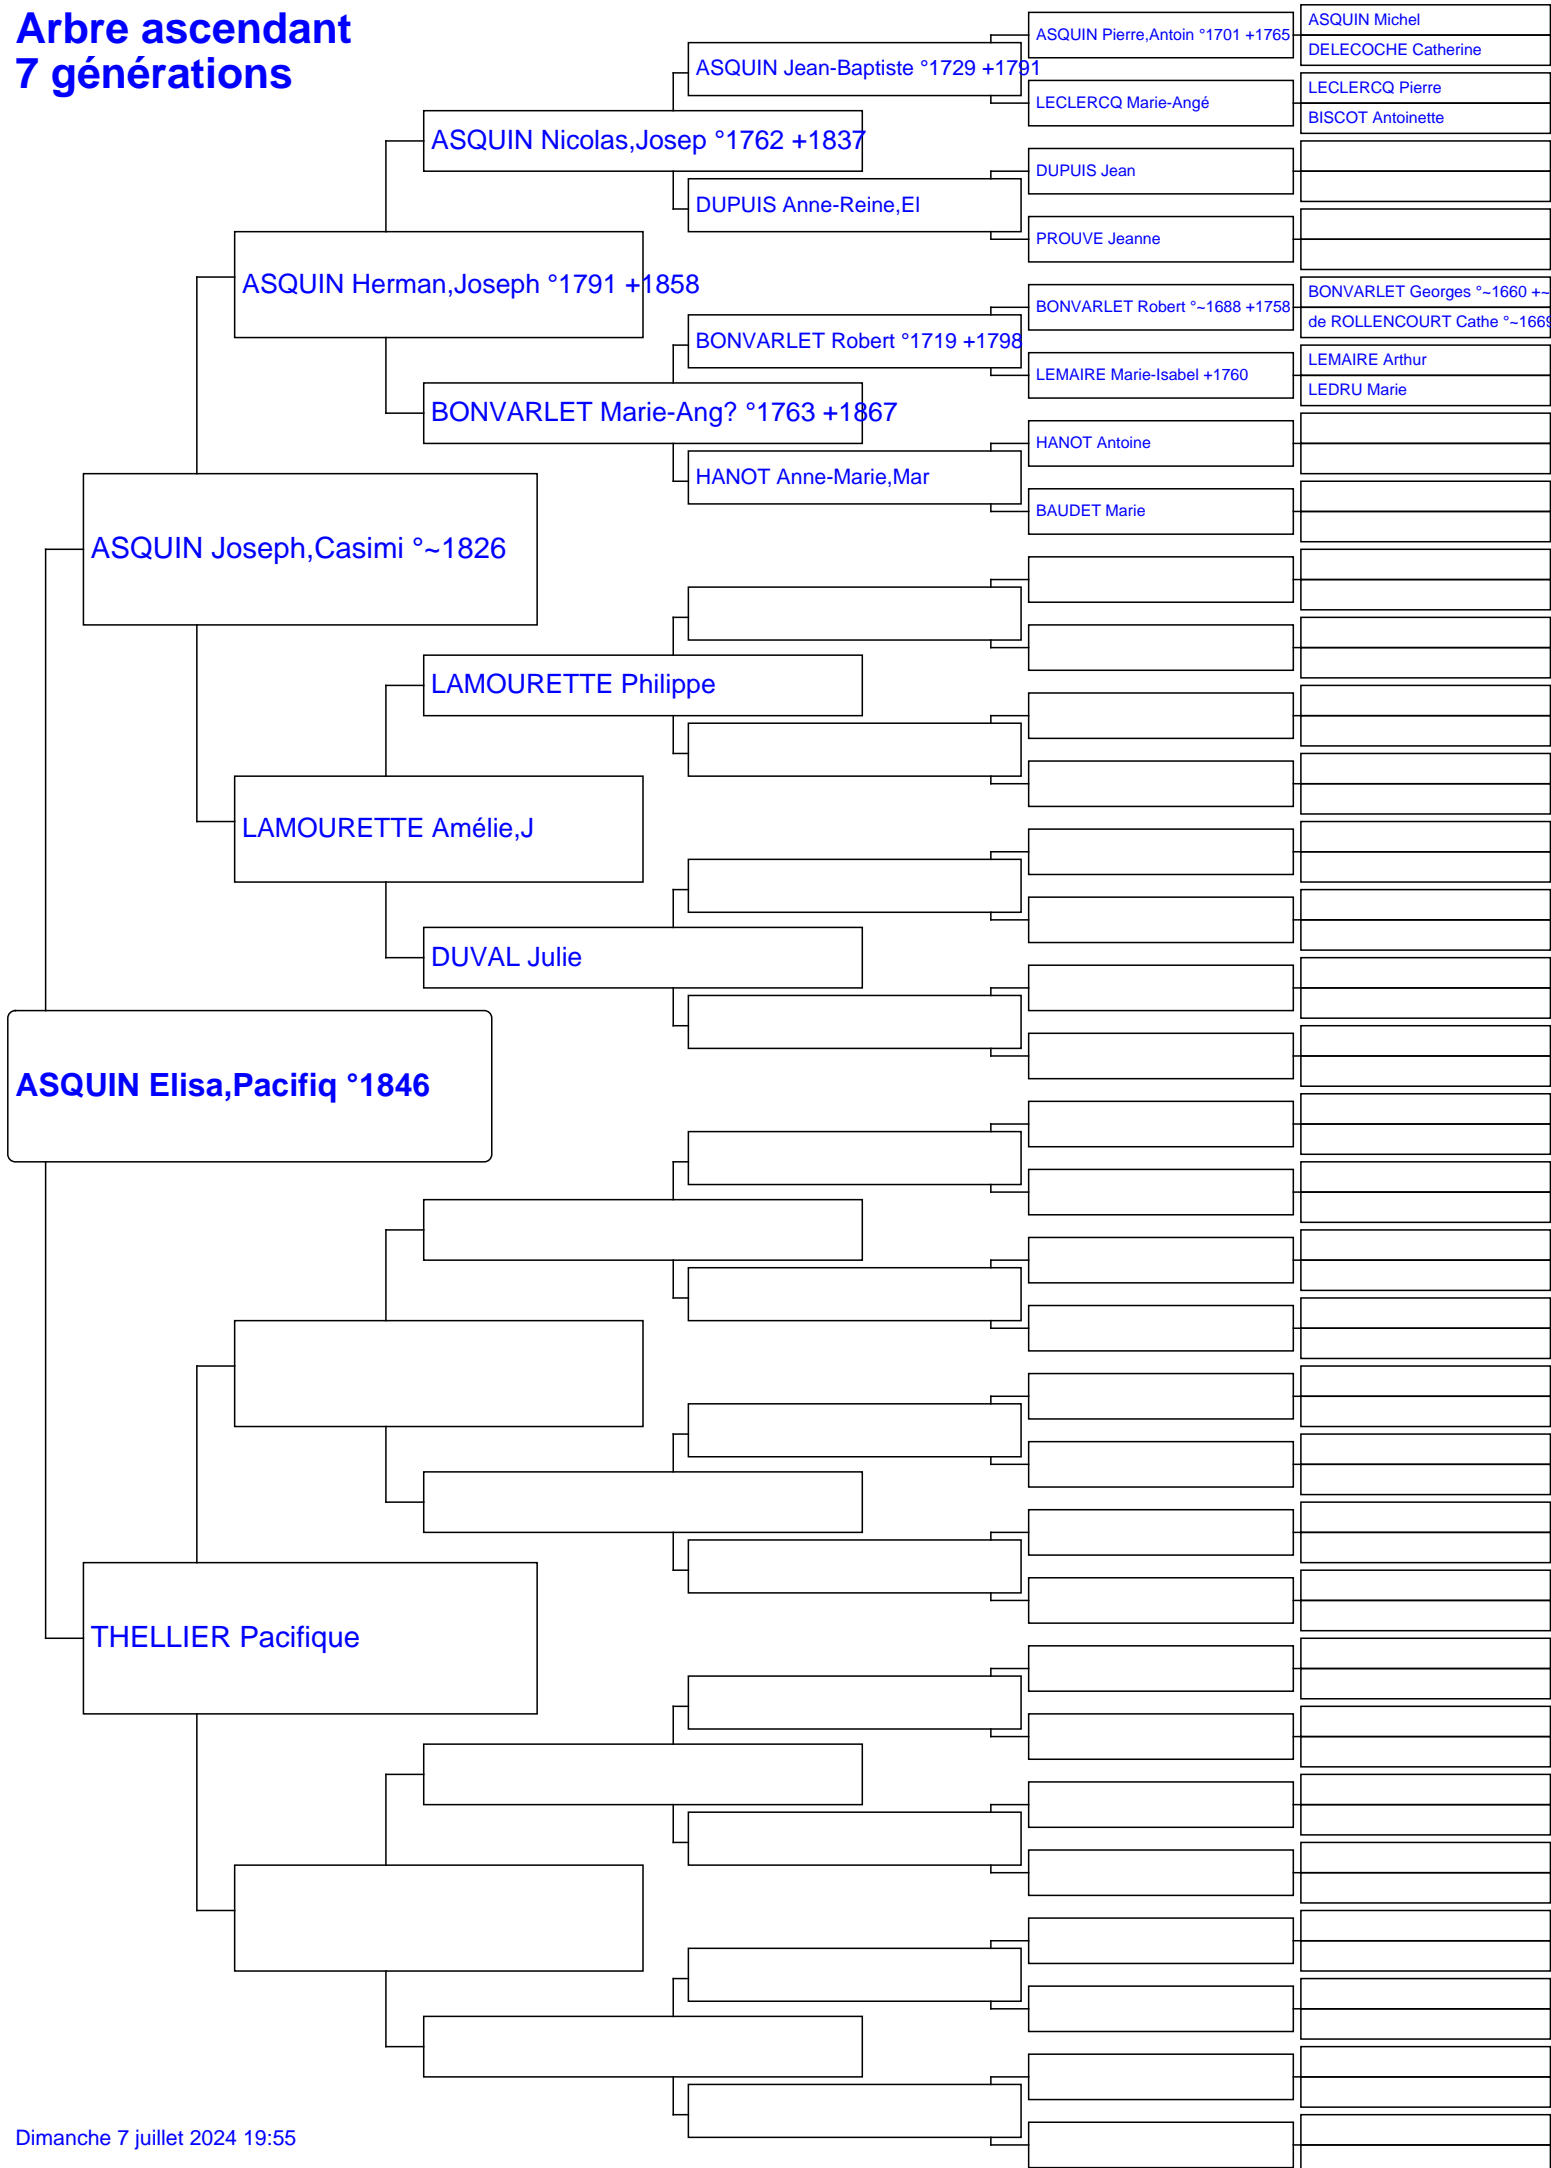 Arbre ascendant
7 générations
ASQUIN Pierre,Antoin °1701 +1765
ASQUIN Michel
DELECOCHE Catherine
ASQUIN Jean-Baptiste °1729 +1791
LECLERCQ Marie-Angé
LECLERCQ Pierre
BISCOT Antoinette
ASQUIN Nicolas,Josep °1762 +1837
DUPUIS Jean
DUPUIS Anne-Reine,El
PROUVE Jeanne
ASQUIN Herman,Joseph °1791 +1858
BONVARLET Robert °~1688 +1758
BONVARLET Georges °~1660 +~
de ROLLENCOURT Cathe °~1669
BONVARLET Robert °1719 +1798
LEMAIRE Marie-Isabel +1760
LEMAIRE Arthur
LEDRU Marie
BONVARLET Marie-Ang? °1763 +1867
HANOT Antoine
HANOT Anne-Marie,Mar
BAUDET Marie
ASQUIN Joseph,Casimi °~1826
LAMOURETTE Philippe
LAMOURETTE Amélie,J
DUVAL Julie
ASQUIN Elisa,Pacifiq °1846
THELLIER Pacifique
Dimanche 7 juillet 2024 19:55